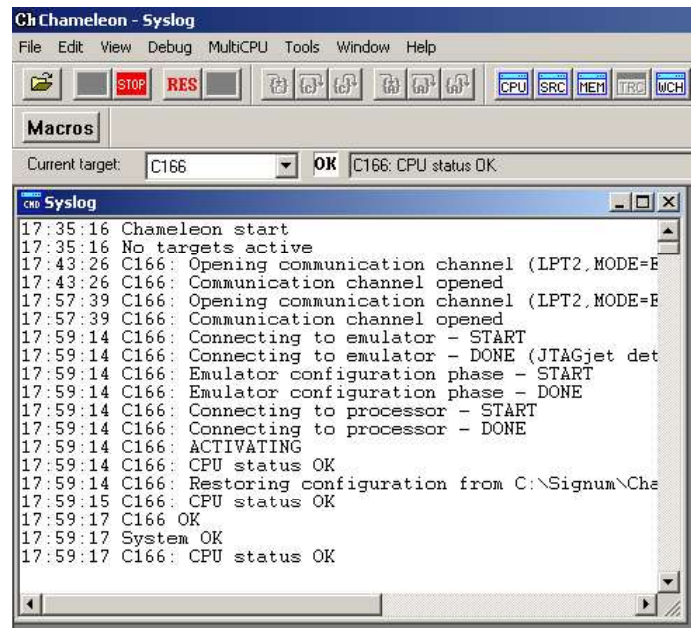 Ch Chameleon - Syslog
File Edit View Debug MultiCPU Tools Window Help
STOP RES CPU SRC MEM TRC WCH
Macros
Current target: C166 OK C166: CPU status OK
CMD Syslog
17:35:16 Chameleon start
17:35:16 No targets active
17:43:26 C166: Opening communication channel (LPT2,MODE=E
17:43:26 C166: Communication channel opened
17:57:39 C166: Opening communication channel (LPT2,MODE=E
17:57:39 C166: Communication channel opened
17:59:14 C166: Connecting to emulator - START
17:59:14 C166: Connecting to emulator - DONE (JTAGjet det
17:59:14 C166: Emulator configuration phase - START
17:59:14 C166: Emulator configuration phase - DONE
17:59:14 C166: Connecting to processor - START
17:59:14 C166: Connecting to processor - DONE
17:59:14 C166: ACTIVATING
17:59:14 C166: CPU status OK
17:59:14 C166: Restoring configuration from C:\Signum\Cha
17:59:15 C166: CPU status OK
17:59:17 C166 OK
17:59:17 System OK
17:59:17 C166: CPU status OK